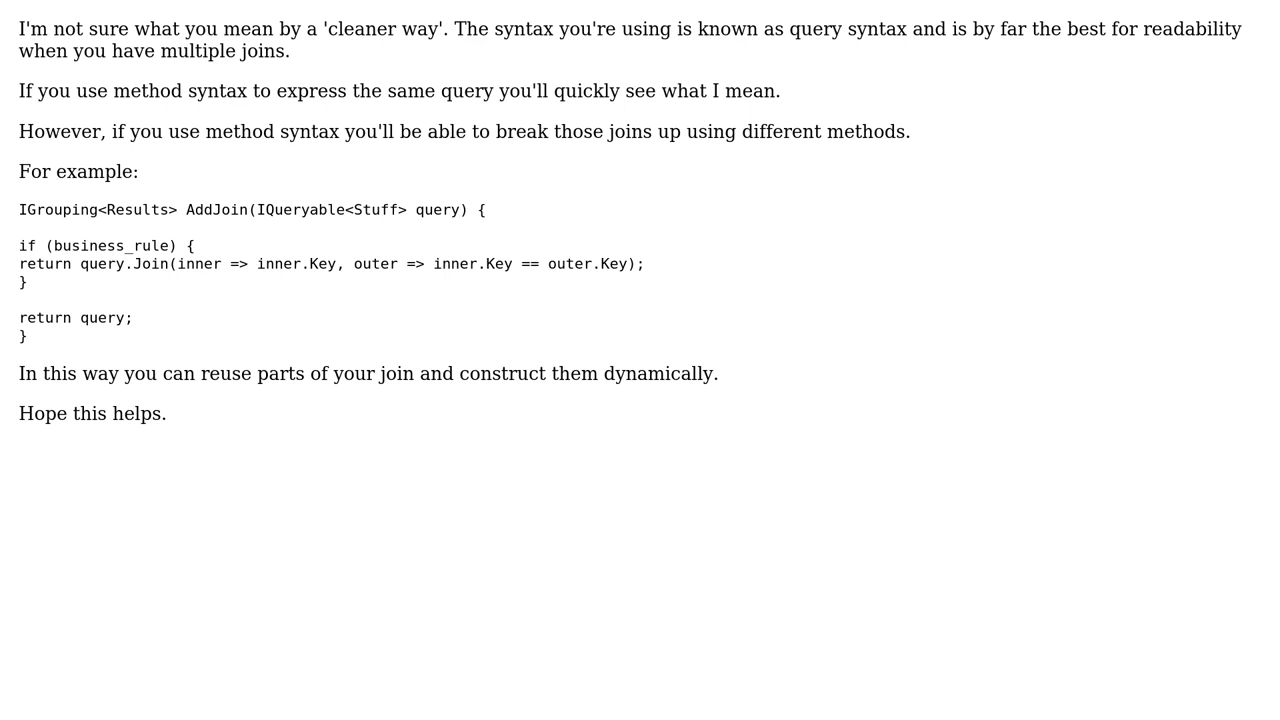 I'm not sure what you mean by a 'cleaner way'. The syntax you're using is known as query syntax and is by far the best for readability
when you have multiple joins.
If you use method syntax to express the same query you'll quickly see what I mean.
However, if you use method syntax you'll be able to break those joins up using different methods.
For example:
IGrouping<Results> AddJoin(IQueryable<Stuff> query) {
if (business_rule) {
return query.Join(inner => inner.Key, outer => inner.Key == outer.Key);
}
return query;
}
In this way you can reuse parts of your join and construct them dynamically.
Hope this helps.